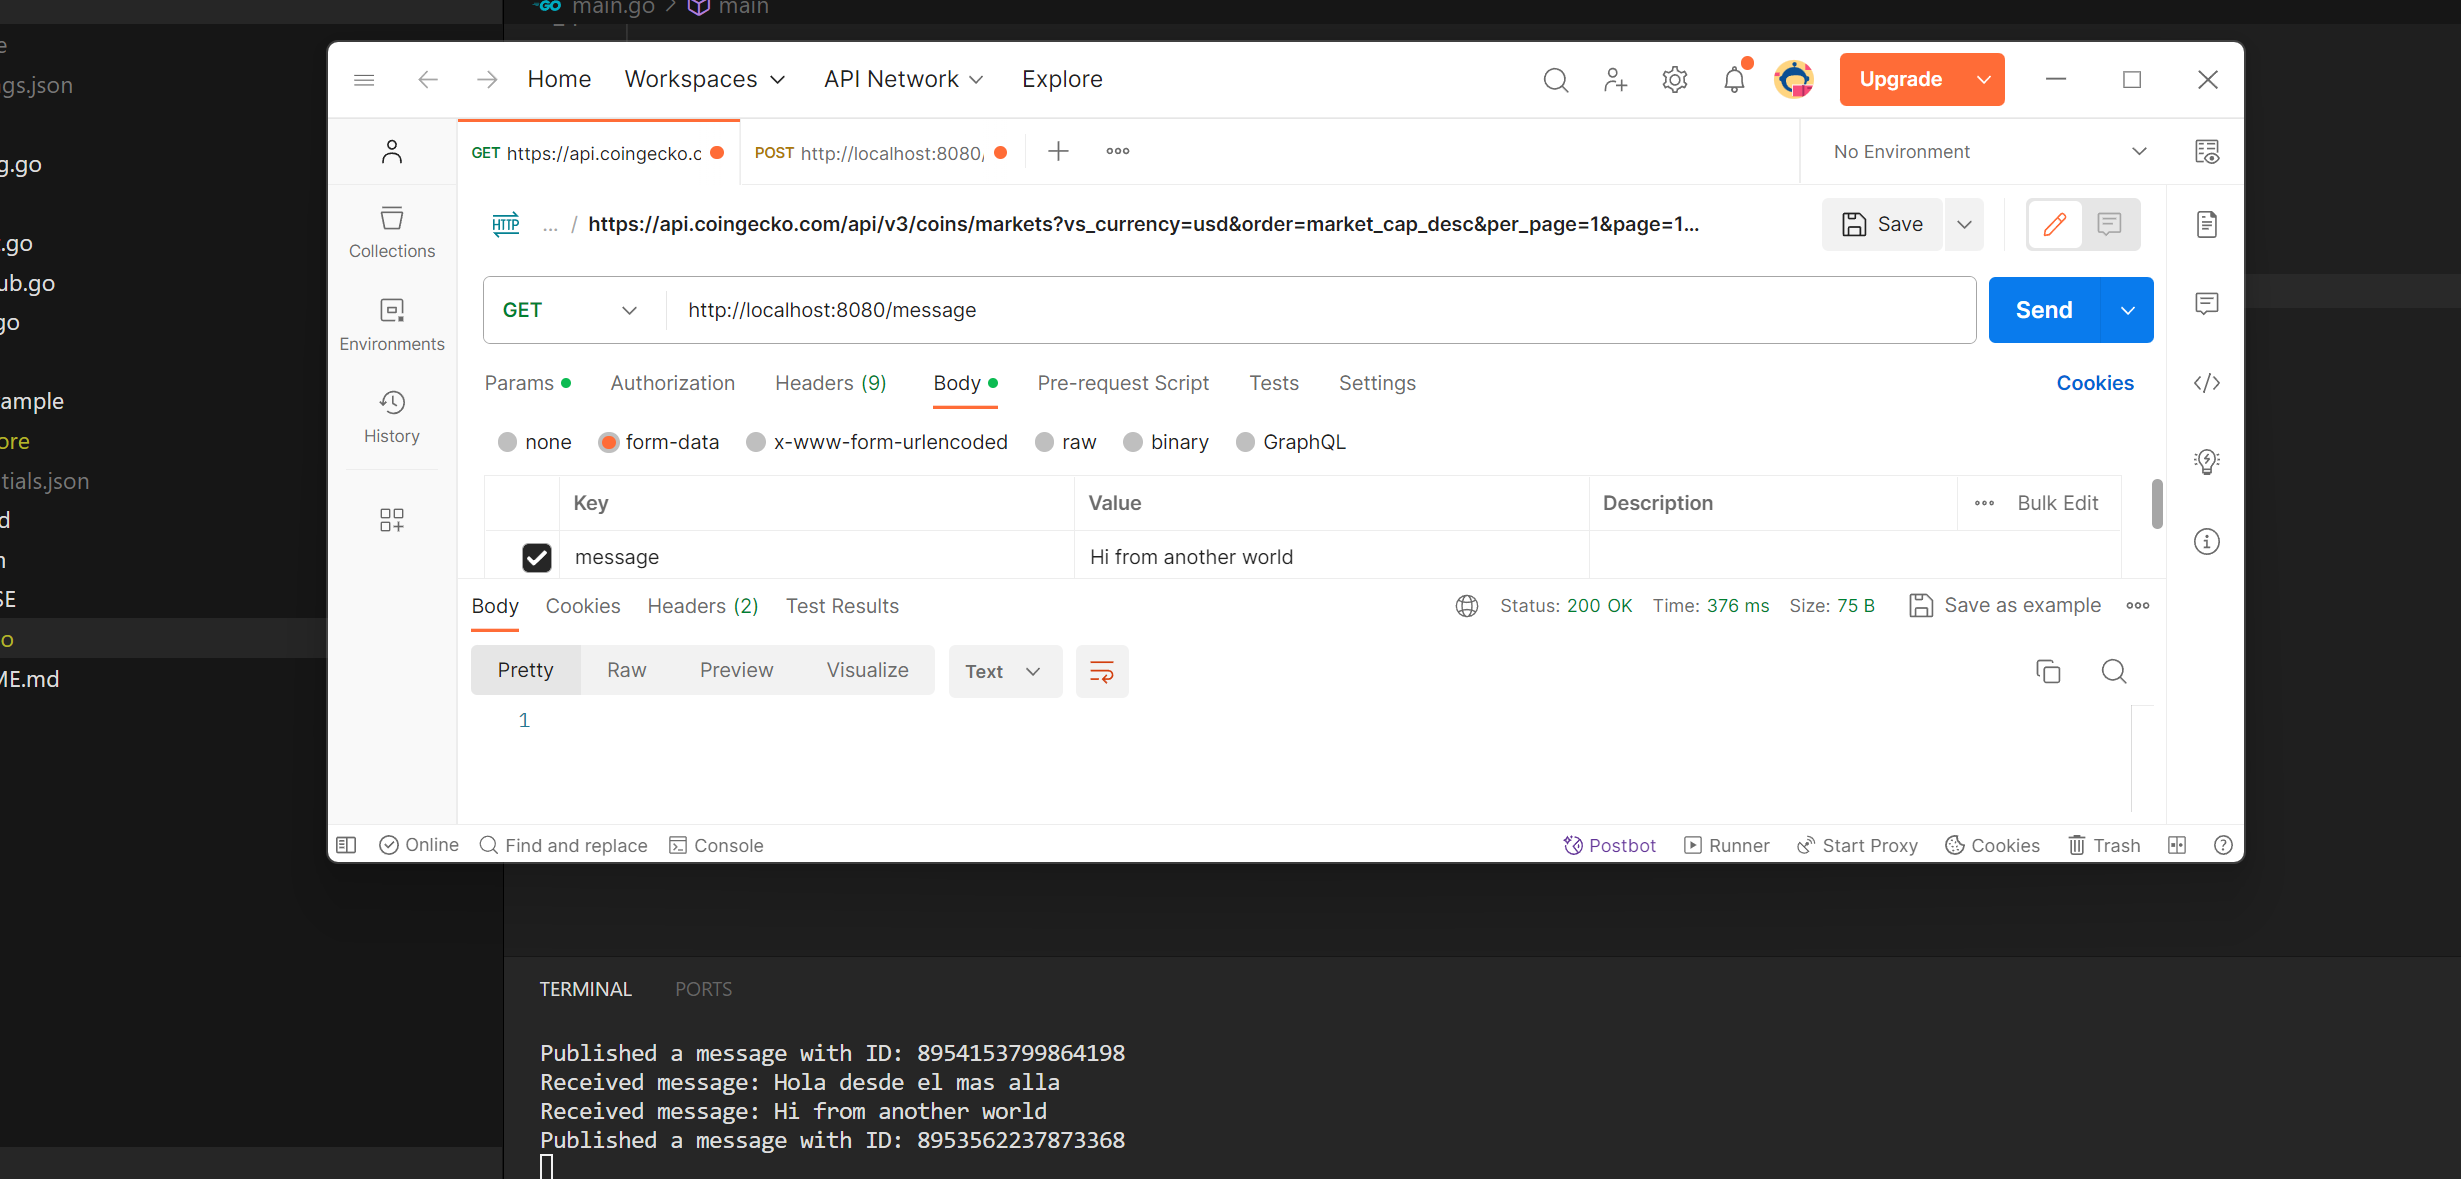 main.go > main
gs.json
g.go
.go
ub.go
go
ample
ore
tials.json
d
n
SE
o
ME.md
Home Workspaces API Network Explore Upgrade
GET https://api.coingecko.c POST http://localhost:8080/ No Environment
HTTP ... / https://api.coingecko.com/api/v3/coins/markets?vs_currency=usd&order=market_cap_desc&per_page=1&page=1... Save
Collections
Environments
History
GET http://localhost:8080/message Send
Params Authorization Headers (9) Body Pre-request Script Tests Settings Cookies
none form-data x-www-form-urlencoded raw binary GraphQL
Key Value Description Bulk Edit
message Hi from another world
Body Cookies Headers (2) Test Results Status: 200 OK Time: 376 ms Size: 75 B Save as example
Pretty Raw Preview Visualize Text
1
Online Find and replace Console Postbot Runner Start Proxy Cookies Trash
TERMINAL PORTS
Published a message with ID: 8954153799864198
Received message: Hola desde el mas alla
Received message: Hi from another world
Published a message with ID: 8953562237873368